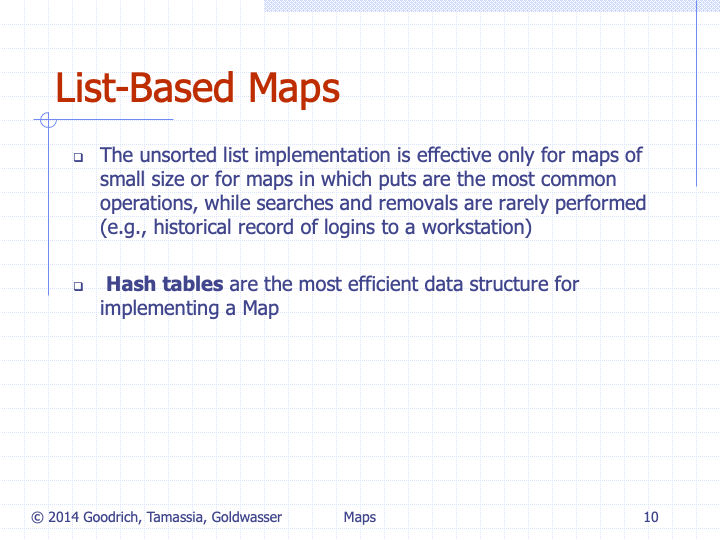 List-Based Maps
The unsorted list implementation is effective only for maps of
small size or for maps in which puts are the most common
operations, while searches and removals are rarely performed
(e.g., historical record of logins to a workstation)
Hash tables are the most efficient data structure for
implementing a Map
© 2014 Goodrich, Tamassia, Goldwasser Maps 10